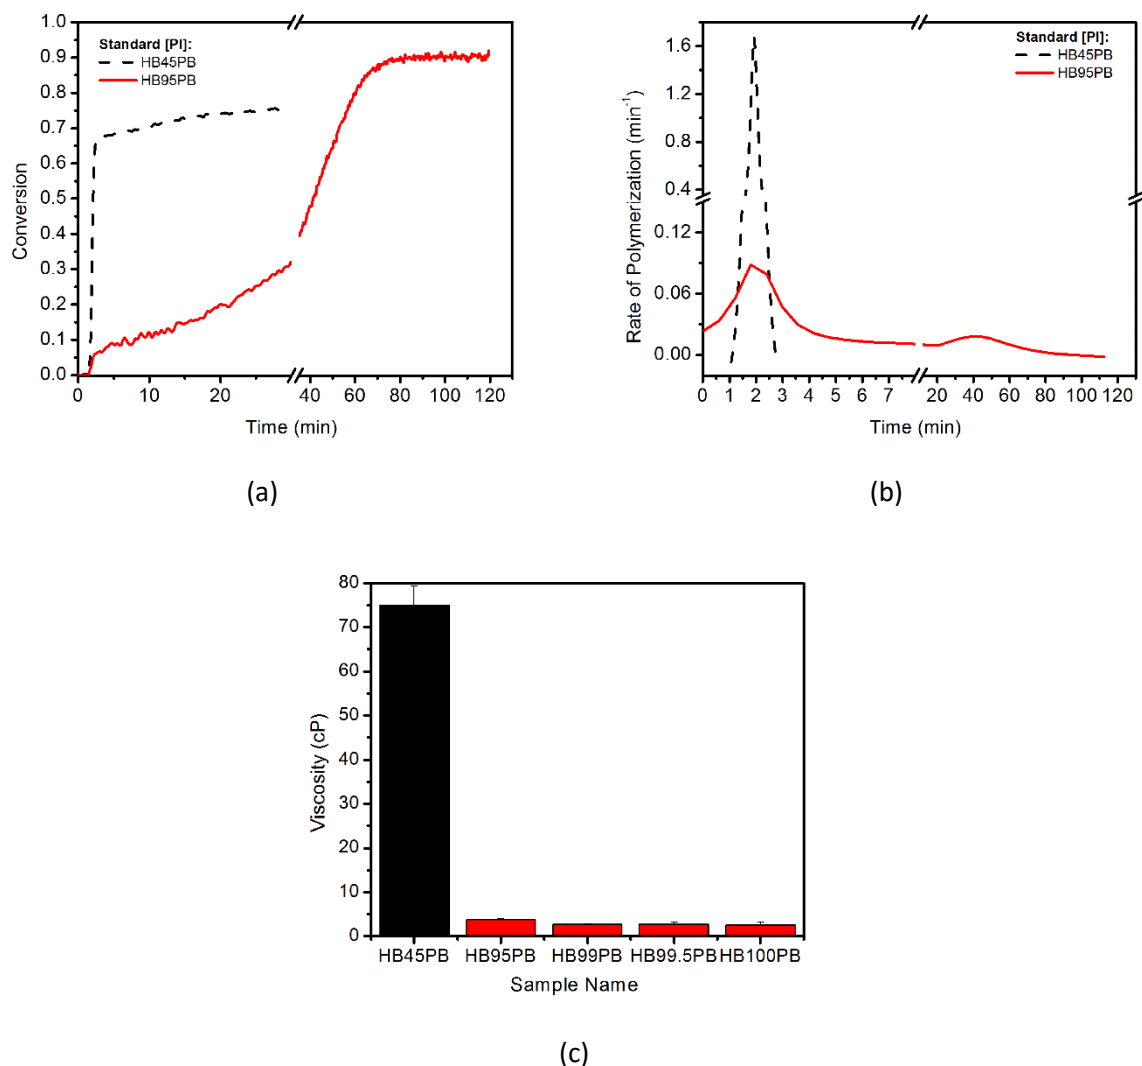 1.0
0.9
0.8
0.7
0.6
0.5
0.4
0.3
0.2
0.1
0.0
Conversion
Standard [PI]:
HB45PB
HB95PB
0 10 20 40 60 80 100 120
Time (min)
(a)
1.6
1.2
0.8
0.4
0.12
0.06
0.00
Rate of Polymerization (min⁻¹)
Standard [PI]:
HB45PB
HB95PB
0 1 2 3 4 5 6 7 20 40 60 80 100 120
Time (min)
(b)
80
70
60
50
40
30
20
10
0
Viscosity (cP)
HB45PB HB95PB HB99PB HB99.5PB HB100PB
Sample Name
(c)